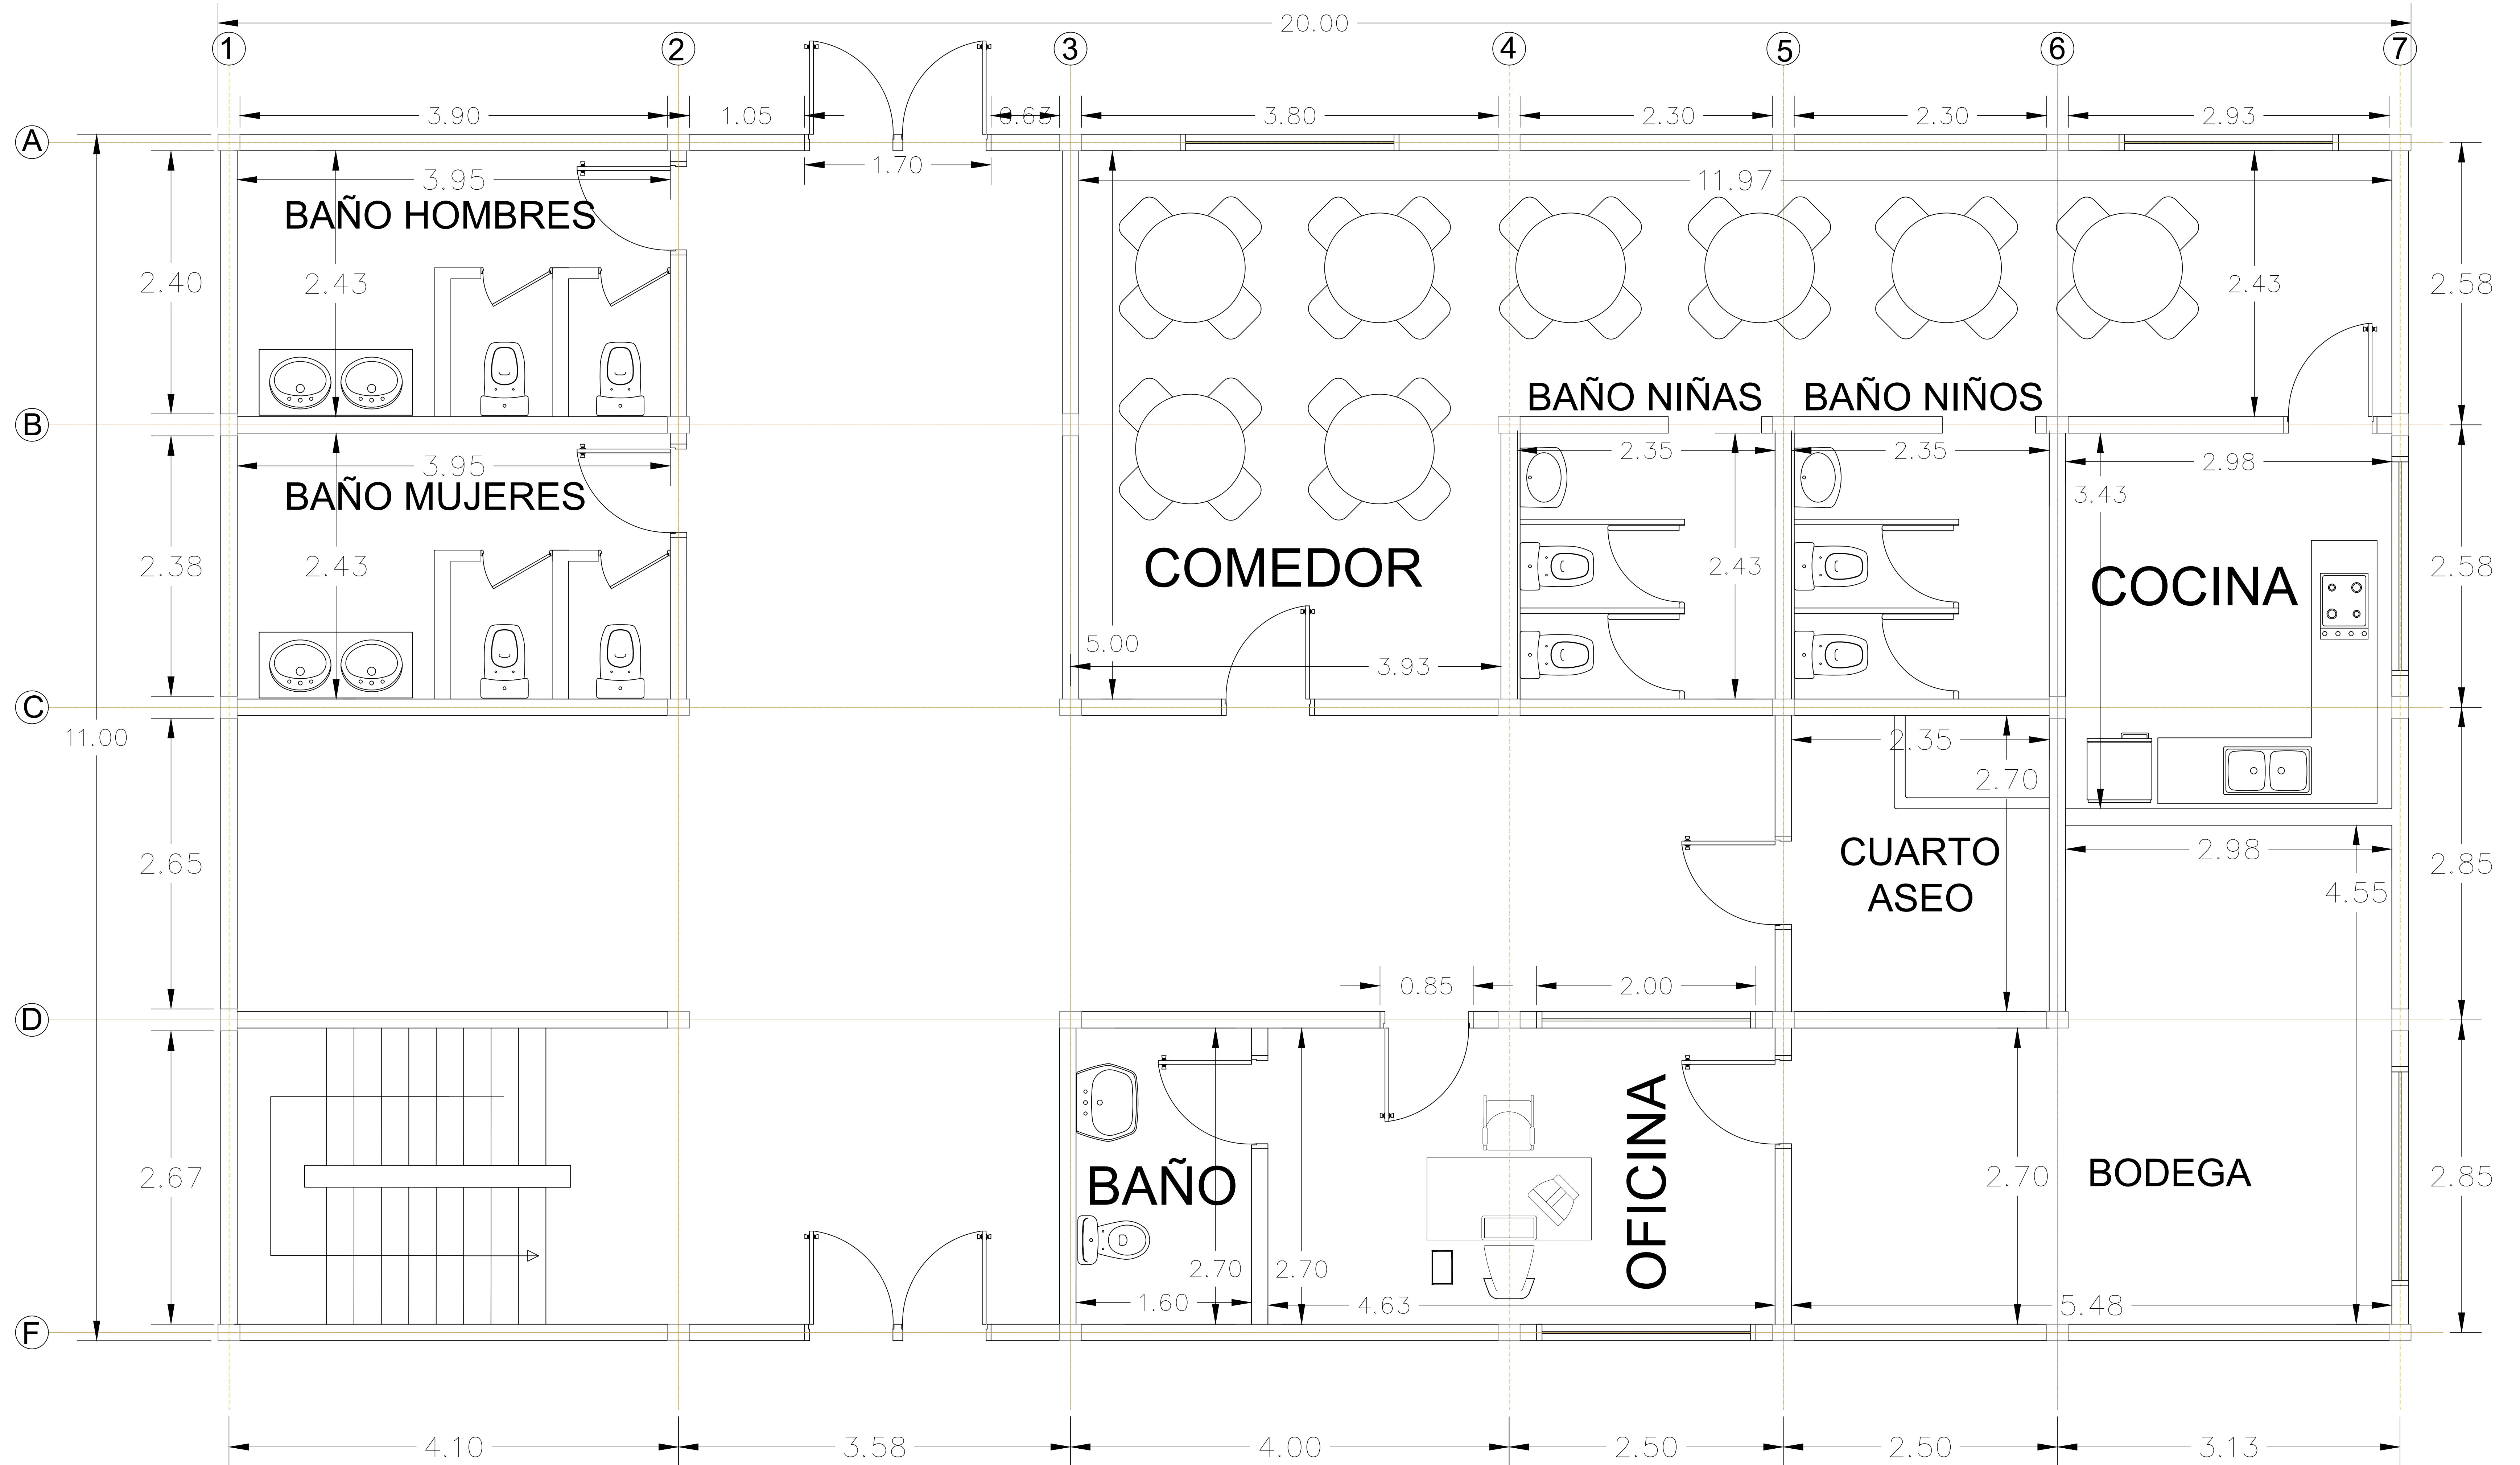 20.00
1 2 3 4 5 6 7
3.90 1.05 0.63 3.80 2.30 2.30 2.93
A
1.70
3.95 11.97
BAÑO HOMBRES
2.40 2.43 2.43 2.58
BAÑO NIÑAS BAÑO NIÑOS
B
2.35 2.35 2.98
3.95
BAÑO MUJERES 3.43
2.38 2.43 COMEDOR 2.43 COCINA 2.58
5.00
3.93
C
11.00
2.35
2.70
CUARTO
ASEO
2.65 2.98 2.85
4.55
0.85 2.00
D
BAÑO OFICINA BODEGA
2.67 2.70 2.85
2.70 2.70
1.60 4.63 5.48
F
4.10 3.58 4.00 2.50 2.50 3.13